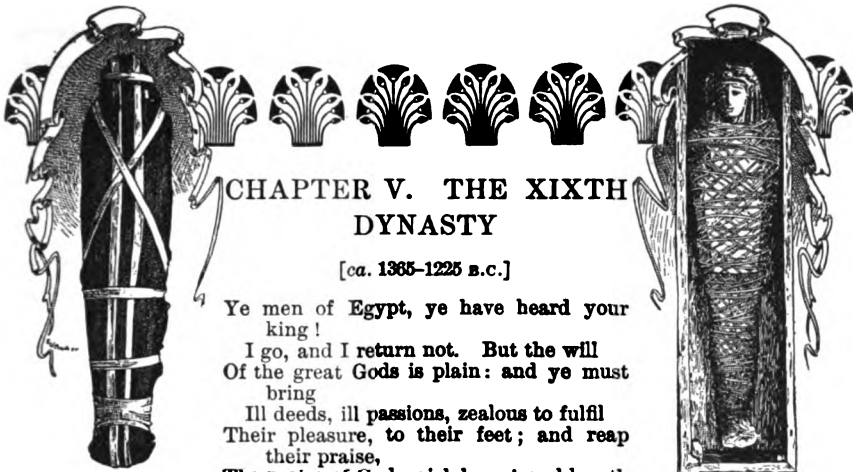 CHAPTER V. THE XIXTH
DYNASTY
[ca. 1365–1225 B.C.]
Ye men of Egypt, ye have heard your
king !
I go, and I return not. But the will
Of the great Gods is plain : and ye must
bring
Ill deeds, ill passions, zealous to fulfil
Their pleasure, to their feet ; and reap
their praise,